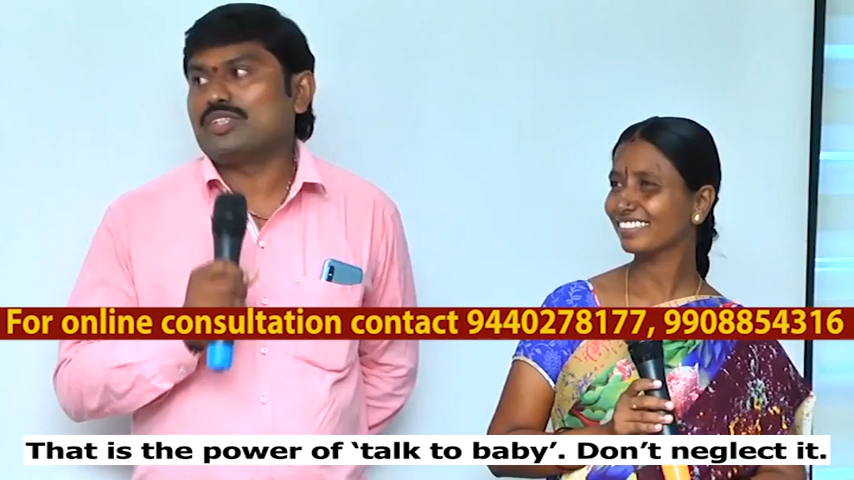 For online consultation contact 9440278177, 9908854316
That is the power of ‘talk to baby’. Don’t neglect it.